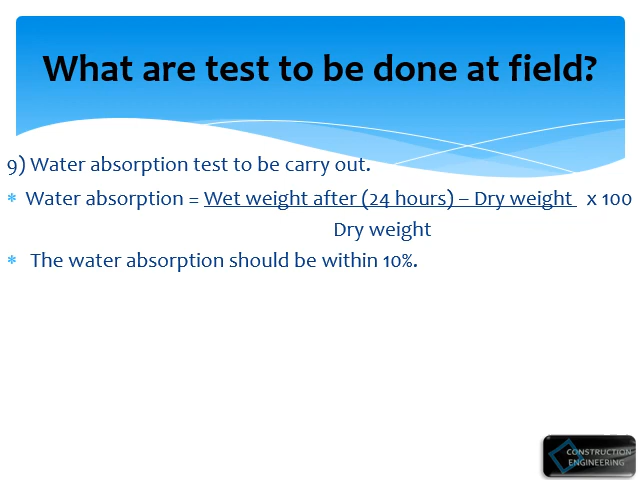 What are test to be done at field?
9) Water absorption test to be carry out.
* Water absorption = Wet weight after (24 hours) – Dry weight x 100
Dry weight
* The water absorption should be within 10%.
CONSTRUCTION
ENGINEERING